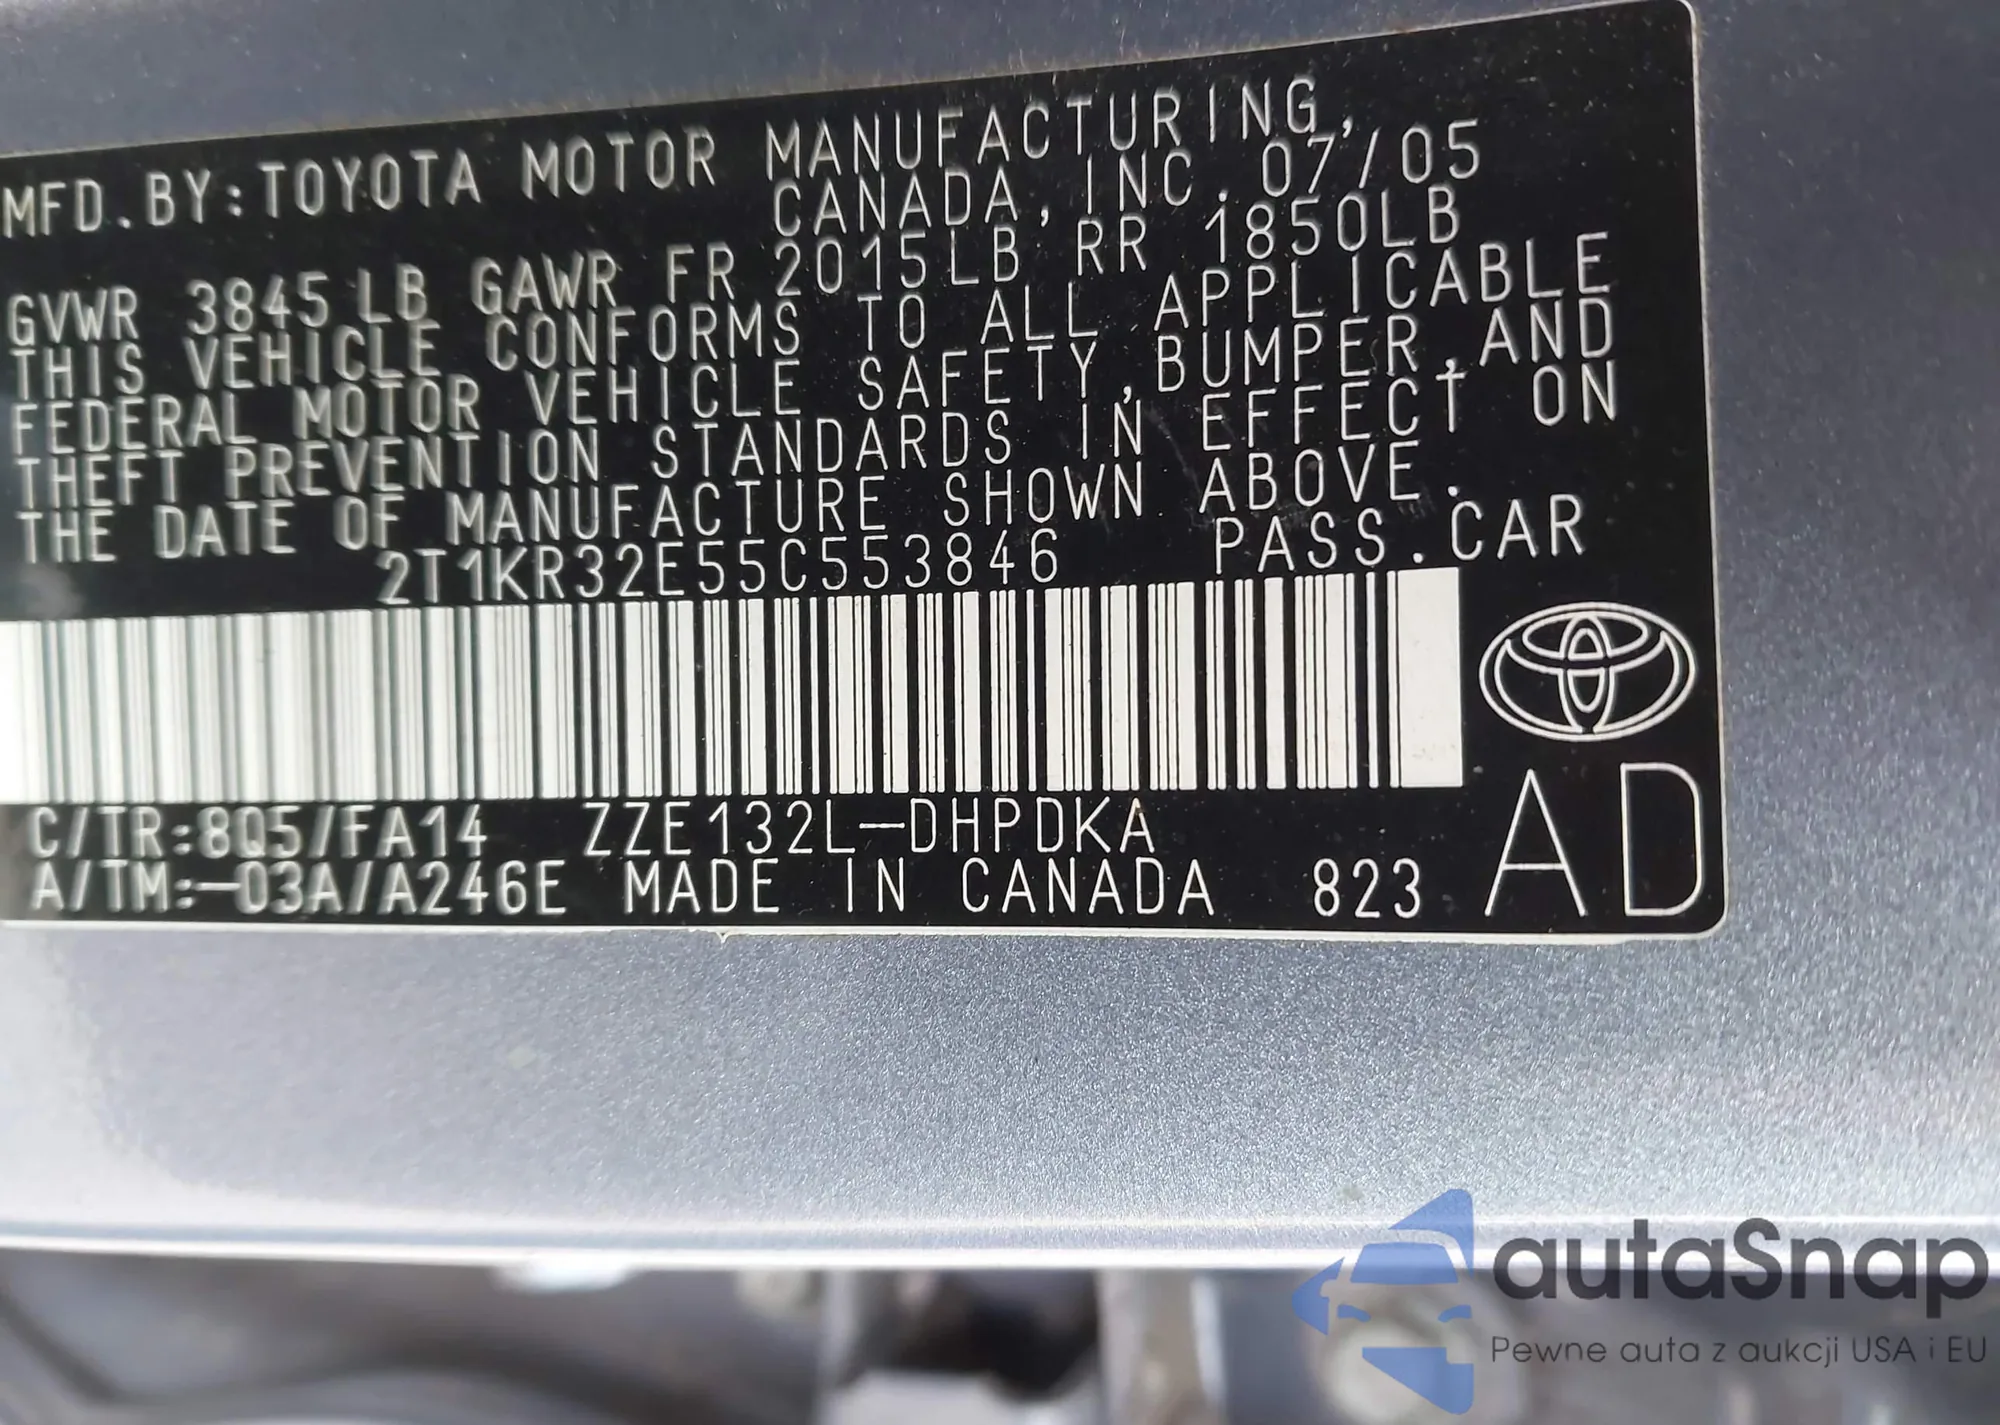 MFD.BY:TOYOTA MOTOR MANUFACTURING,
CANADA, INC. 07/05
GVWR 3845LB GAWR FR 2015LB RR 1850LB
THIS VEHICLE CONFORMS TO ALL APPLICABLE
FEDERAL MOTOR VEHICLE SAFETY,BUMPER,AND
THEFT PREVENTION STANDARDS IN EFFECT ON
THE DATE OF MANUFACTURE SHOWN ABOVE.
2T1KR32E55C553846 PASS.CAR
C/TR:8Q5/FA14 ZZE132L-DHPDKA
A/TM:-03A/A246E MADE IN CANADA 823
AD
autaSnap
Pewne auta z aukcji USA i EU